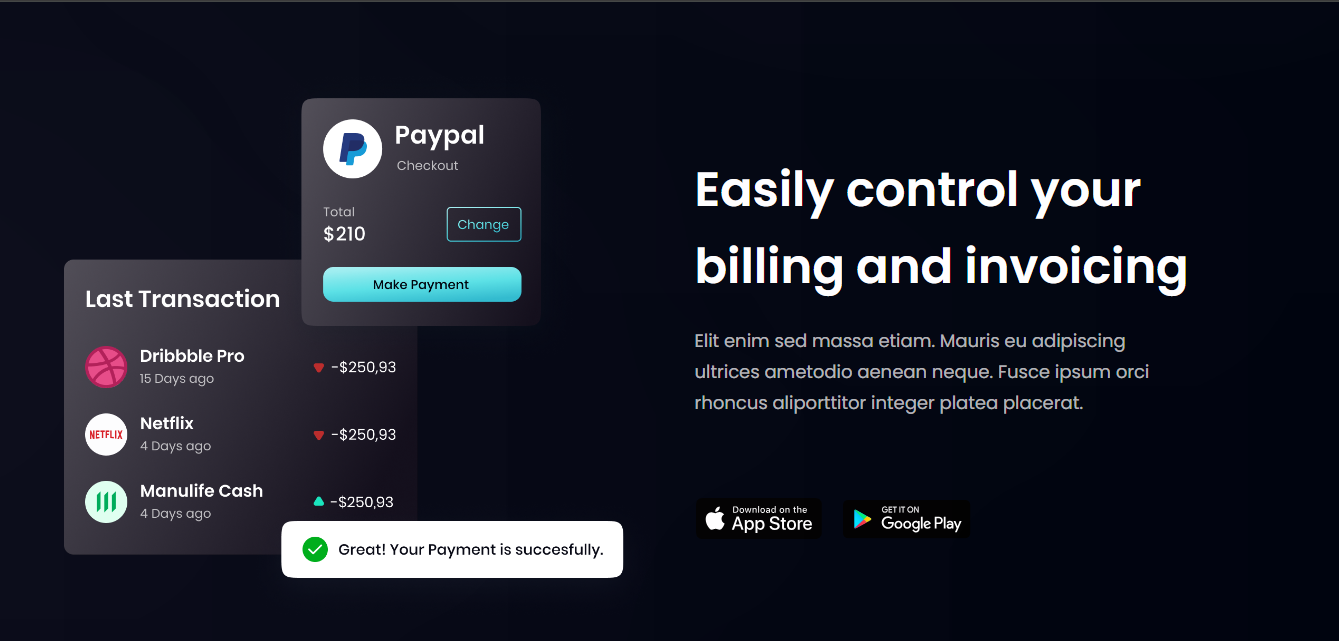 Paypal
Checkout
Total
$210
Change
Make Payment
Last Transaction
Dribbble Pro
15 Days ago
-$250,93
NETFLIX
Netflix
4 Days ago
-$250,93
Manulife Cash
4 Days ago
-$250,93
Great! Your Payment is succesfully.
Easily control your
billing and invoicing
Elit enim sed massa etiam. Mauris eu adipiscing
ultrices ametodio aenean neque. Fusce ipsum orci
rhoncus aliporttitor integer platea placerat.
Download on the
App Store
GET IT ON
Google Play